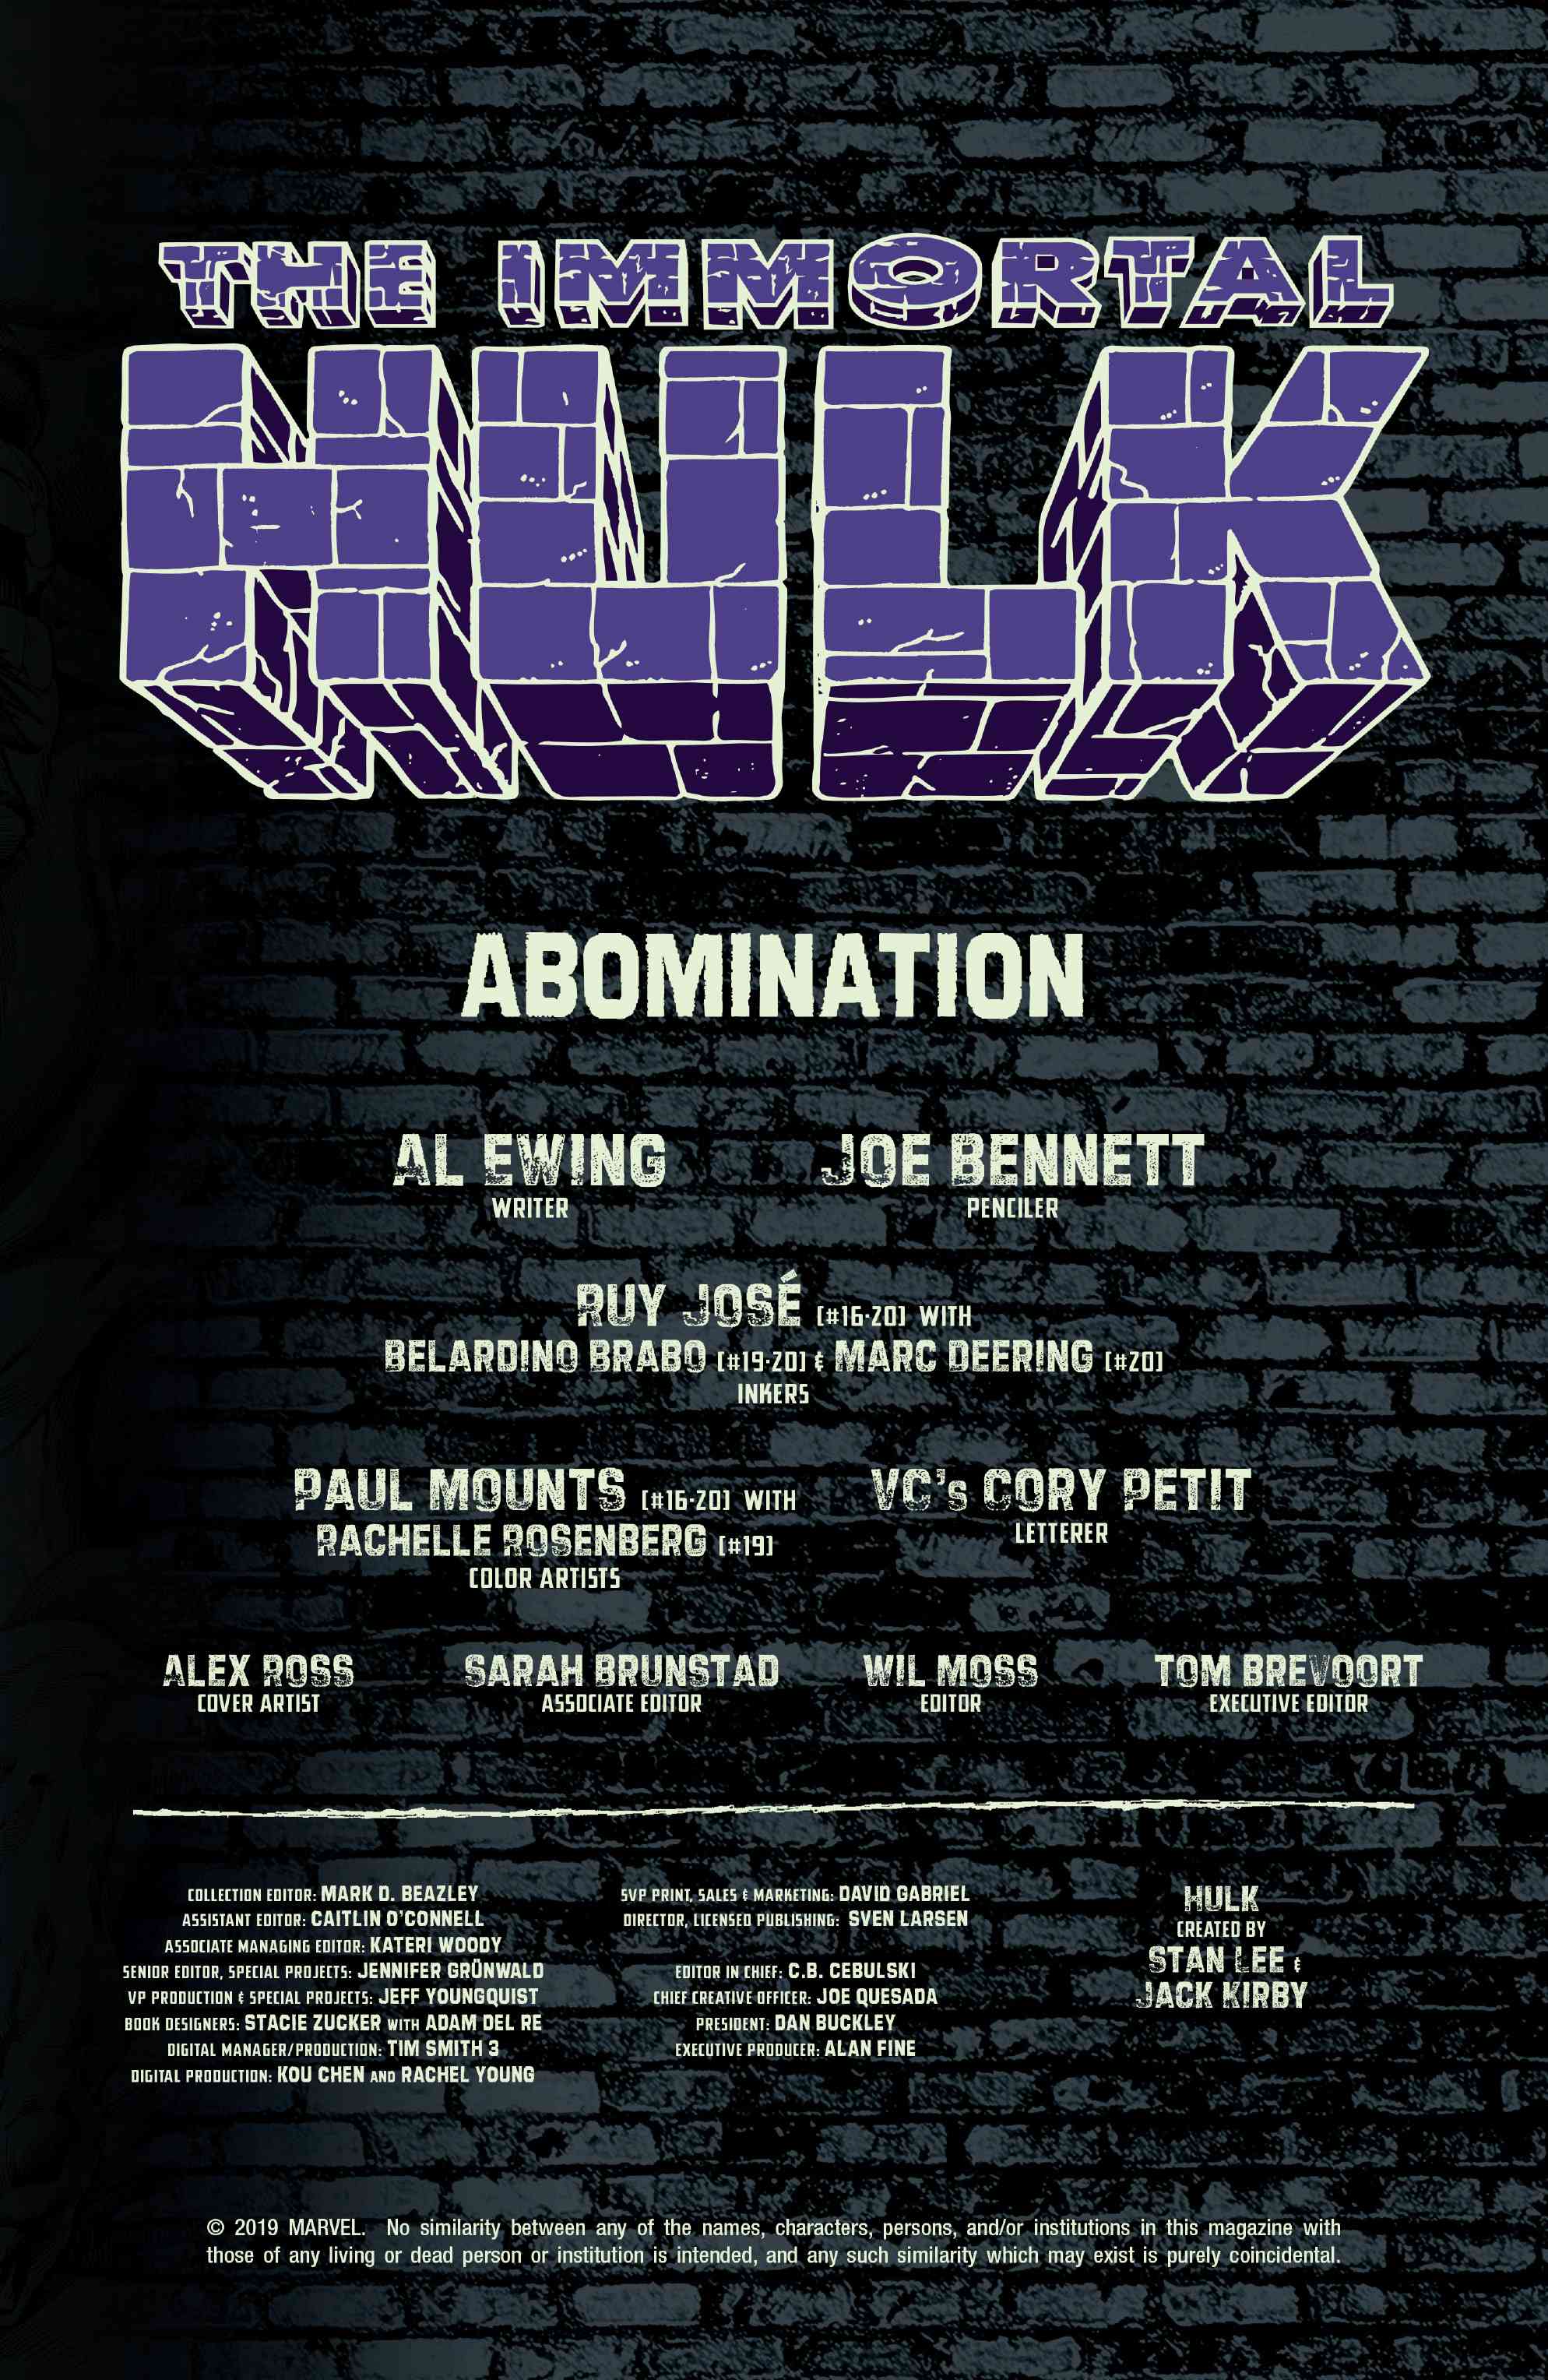 THE IMMORTAL
HULK
ABOMINATION
AL EWING
WRITER
JOE BENNETT
PENCILER
RUY JOSÉ [#16-20] WITH
BELARDINO BRABO [#19-20] & MARC DEERING [#20]
INKERS
PAUL MOUNTS [#16-20] WITH
RACHELLE ROSENBERG [#19]
COLOR ARTISTS
VC's CORY PETIT
LETTERER
ALEX ROSS
COVER ARTIST
SARAH BRUNSTAD
ASSOCIATE EDITOR
WIL MOSS
EDITOR
TOM BREVOORT
EXECUTIVE EDITOR
COLLECTION EDITOR: MARK D. BEAZLEY
ASSISTANT EDITOR: CAITLIN O'CONNELL
ASSOCIATE MANAGING EDITOR: KATERI WOODY
SENIOR EDITOR, SPECIAL PROJECTS: JENNIFER GRÜNWALD
VP PRODUCTION & SPECIAL PROJECTS: JEFF YOUNGQUIST
BOOK DESIGNERS: STACIE ZUCKER WITH ADAM DEL RE
DIGITAL MANAGER/PRODUCTION: TIM SMITH 3
DIGITAL PRODUCTION: KOU CHEN AND RACHEL YOUNG
SVP PRINT, SALES & MARKETING: DAVID GABRIEL
DIRECTOR, LICENSED PUBLISHING: SVEN LARSEN
EDITOR IN CHIEF: C.B. CEBULSKI
CHIEF CREATIVE OFFICER: JOE QUESADA
PRESIDENT: DAN BUCKLEY
EXECUTIVE PRODUCER: ALAN FINE
HULK
CREATED BY
STAN LEE &
JACK KIRBY
© 2019 MARVEL. No similarity between any of the names, characters, persons, and/or institutions in this magazine with
those of any living or dead person or institution is intended, and any such similarity which may exist is purely coincidental.